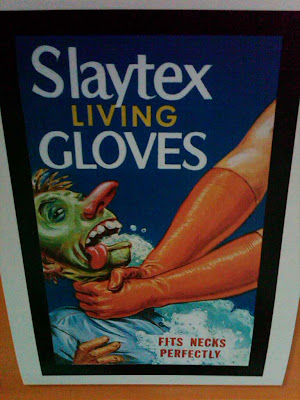 Slaytex
LIVING
GLOVES
FITS NECKS
PERFECTLY